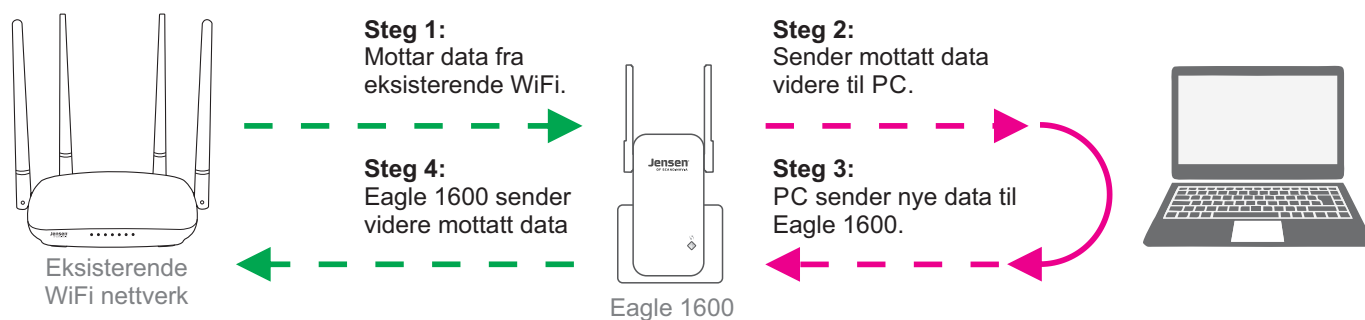 Steg 1:
Mottar data fra
eksisterende WiFi.
Steg 2:
Sender mottatt data
videre til PC.
Steg 3:
PC sender nye data til
Eagle 1600.
Steg 4:
Eagle 1600 sender
videre mottatt data
Jensen
Jensen
OF SCANDINAVIA
Eksisterende
WiFi nettverk
Eagle 1600